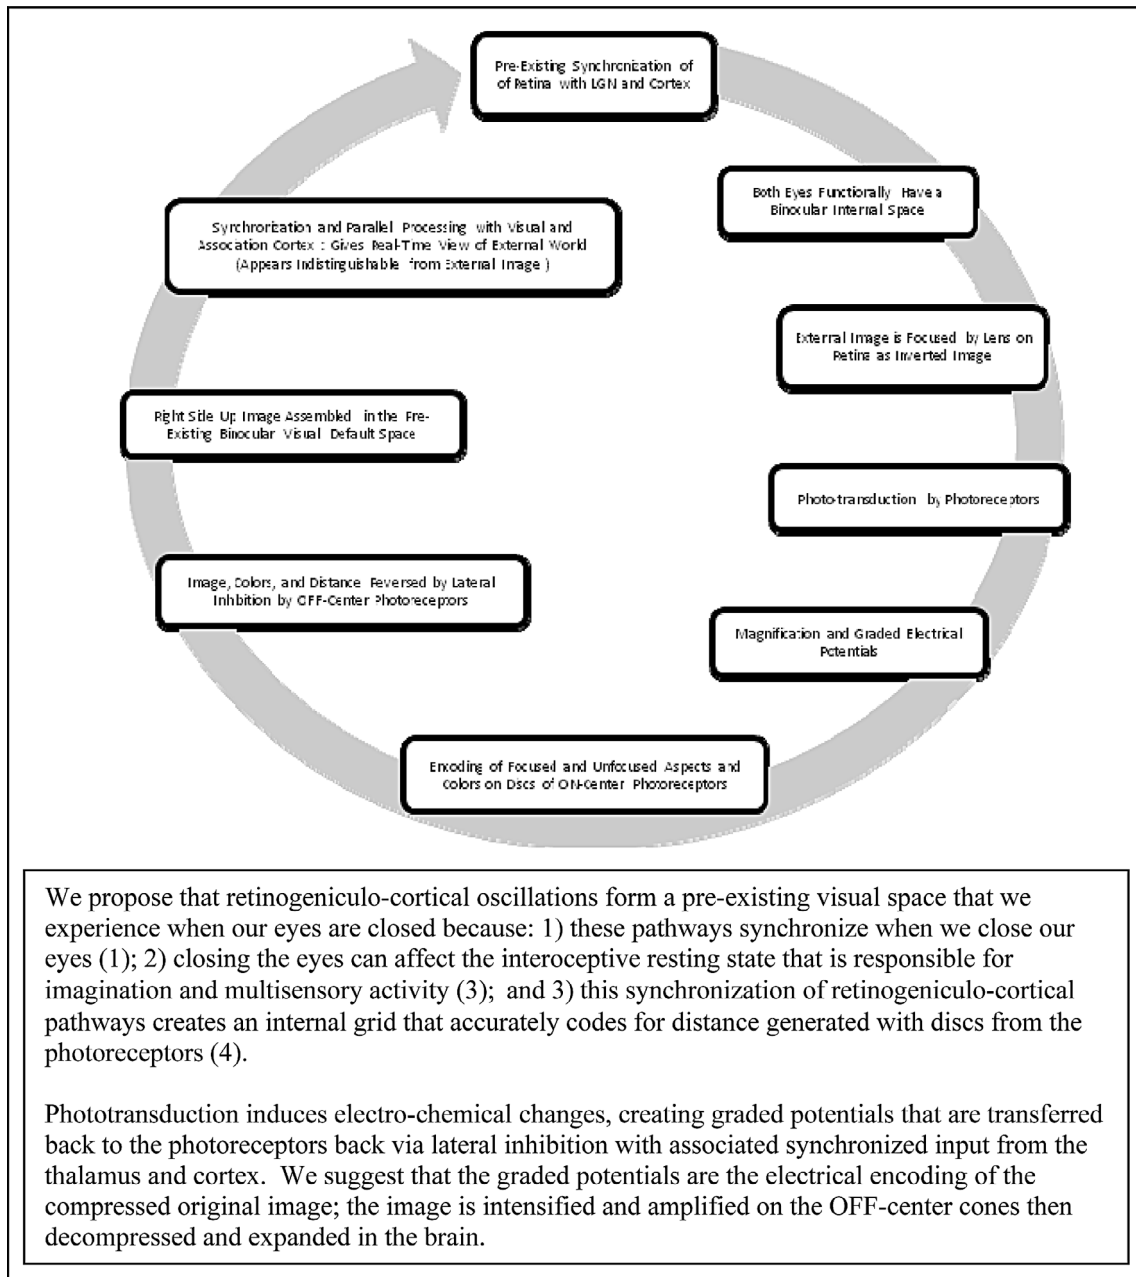 Pre-Existing Synchronization of
of Retina with LGN and Cortex
Both Eyes Functionally Have a
Binocular Internal Space
External Image is Focused by Lens on
Retina as Inverted Image
Photo-transduction by Photoreceptors
Magnification and Graded Electrical
Potentials
Encoding of Focused and Unfocused Aspects and
Colors on Discs of ON-Center Photoreceptors
Image, Colors, and Distance Reversed by Lateral
Inhibition by OFF-Center Photoreceptors
Right Side Up Image Assembled in the Pre-
Existing Binocular Visual Default Space
Synchronization and Parallel Processing with Visual and
Association Cortex : Gives Real-Time View of External World
(Appears Indistinguishable from External Image )
We propose that retinogeniculo-cortical oscillations form a pre-existing visual space that we
experience when our eyes are closed because: 1) these pathways synchronize when we close our
eyes (1); 2) closing the eyes can affect the interoceptive resting state that is responsible for
imagination and multisensory activity (3); and 3) this synchronization of retinogeniculo-cortical
pathways creates an internal grid that accurately codes for distance generated with discs from the
photoreceptors (4).
Phototransduction induces electro-chemical changes, creating graded potentials that are transferred
back to the photoreceptors back via lateral inhibition with associated synchronized input from the
thalamus and cortex. We suggest that the graded potentials are the electrical encoding of the
compressed original image; the image is intensified and amplified on the OFF-center cones then
decompressed and expanded in the brain.